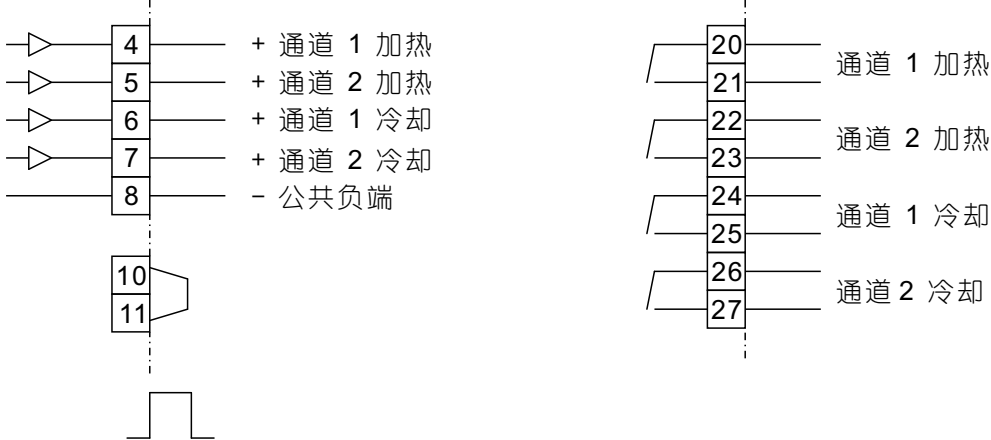 4 + 通道 1 加热
5 + 通道 2 加热
6 + 通道 1 冷却
7 + 通道 2 冷却
8 − 公共负端
10
11
20
21
通道 1 加热
22
23
通道 2 加热
24
25
通道 1 冷却
26
27
通道 2 冷却